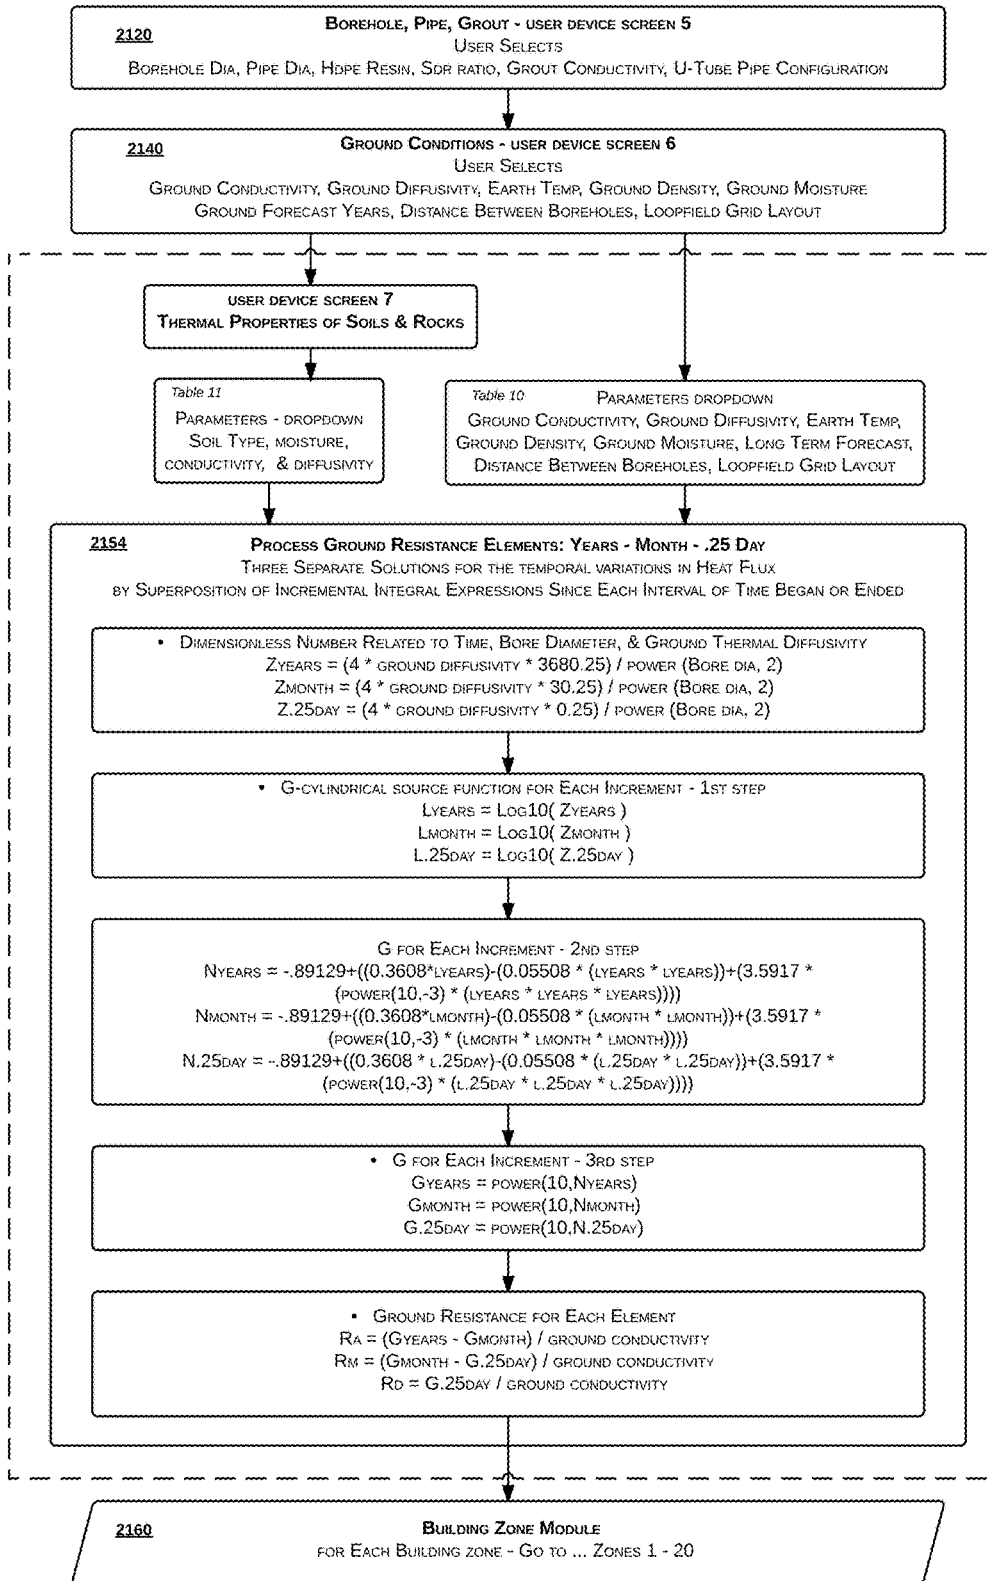 2120
Borehole, Pipe, Grout - user device screen 5
User Selects
Borehole Dia, Pipe Dia, Hdpe Resin, Sdr ratio, Grout Conductivity, U-Tube Pipe Configuration
2140
Ground Conditions - user device screen 6
User Selects
Ground Conductivity, Ground Diffusivity, Earth Temp, Ground Density, Ground Moisture
Ground Forecast Years, Distance Between Boreholes, Loopfield Grid Layout
user device screen 7
Thermal Properties of Soils & Rocks
Table 11
Parameters - dropdown
Soil Type, moisture,
conductivity, & diffusivity
Table 10
Parameters dropdown
Ground Conductivity, Ground Diffusivity, Earth Temp,
Ground Density, Ground Moisture, Long Term Forecast,
Distance Between Boreholes, Loopfield Grid Layout
2154
Process Ground Resistance Elements: Years - Month - .25 Day
Three Separate Solutions for the temporal variations in Heat Flux
by Superposition of Incremental Integral Expressions Since Each Interval of Time Began or Ended
• Dimensionless Number Related to Time, Bore Diameter, & Ground Thermal Diffusivity
Zyears = (4 * ground diffusivity * 3680.25) / power (Bore dia, 2)
Zmonth = (4 * ground diffusivity * 30.25) / power (Bore dia, 2)
Z.25day = (4 * ground diffusivity * 0.25) / power (Bore dia, 2)
• G-cylindrical source function for Each Increment - 1st step
Lyears = Log10( Zyears )
Lmonth = Log10( Zmonth )
L.25day = Log10( Z.25day )
G for Each Increment - 2nd step
Nyears = -.89129+((0.3608*lyears)-(0.05508 * (lyears * lyears))+(3.5917 *
(power(10,-3) * (lyears * lyears * lyears))))
Nmonth = -.89129+((0.3608*lmonth)-(0.05508 * (lmonth * lmonth))+(3.5917 *
(power(10,-3) * (lmonth * lmonth * lmonth))))
N.25day = -.89129+((0.3608 * l.25day)-(0.05508 * (l.25day * l.25day))+(3.5917 *
(power(10,-3) * (l.25day * l.25day * l.25day))))
• G for Each Increment - 3rd step
Gyears = power(10,Nyears)
Gmonth = power(10,Nmonth)
G.25day = power(10,N.25day)
• Ground Resistance for Each Element
Ra = (Gyears - Gmonth) / ground conductivity
Rm = (Gmonth - G.25day) / ground conductivity
Rd = G.25day / ground conductivity
2160
Building Zone Module
for Each Building zone - Go to ... Zones 1 - 20